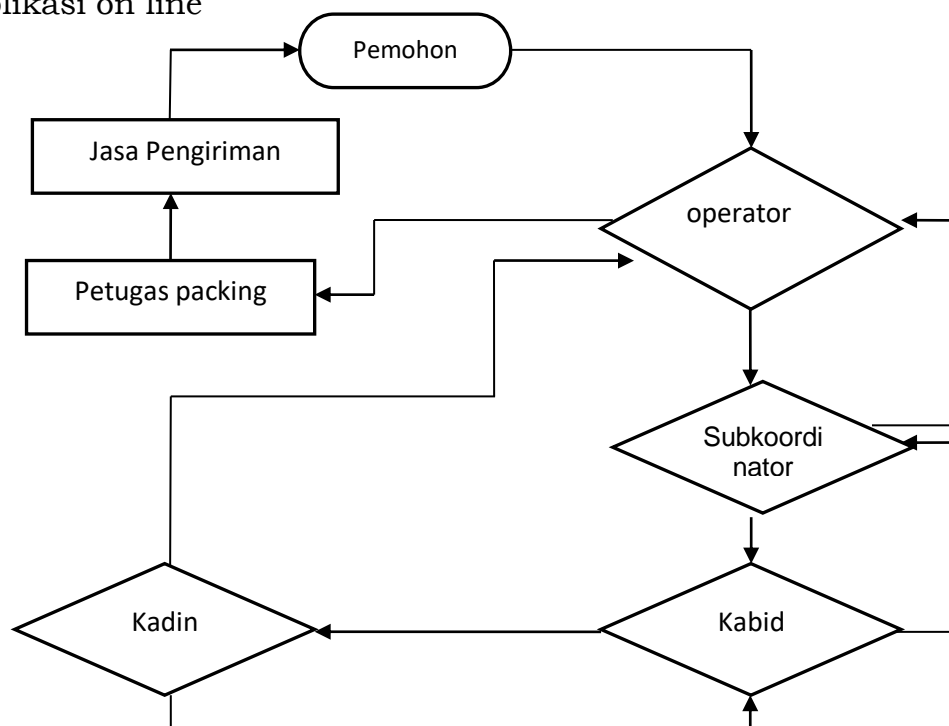 likasi on line
Pemohon
Jasa Pengiriman
operator
Petugas packing
Subkoordi
nator
Kadin
Kabid